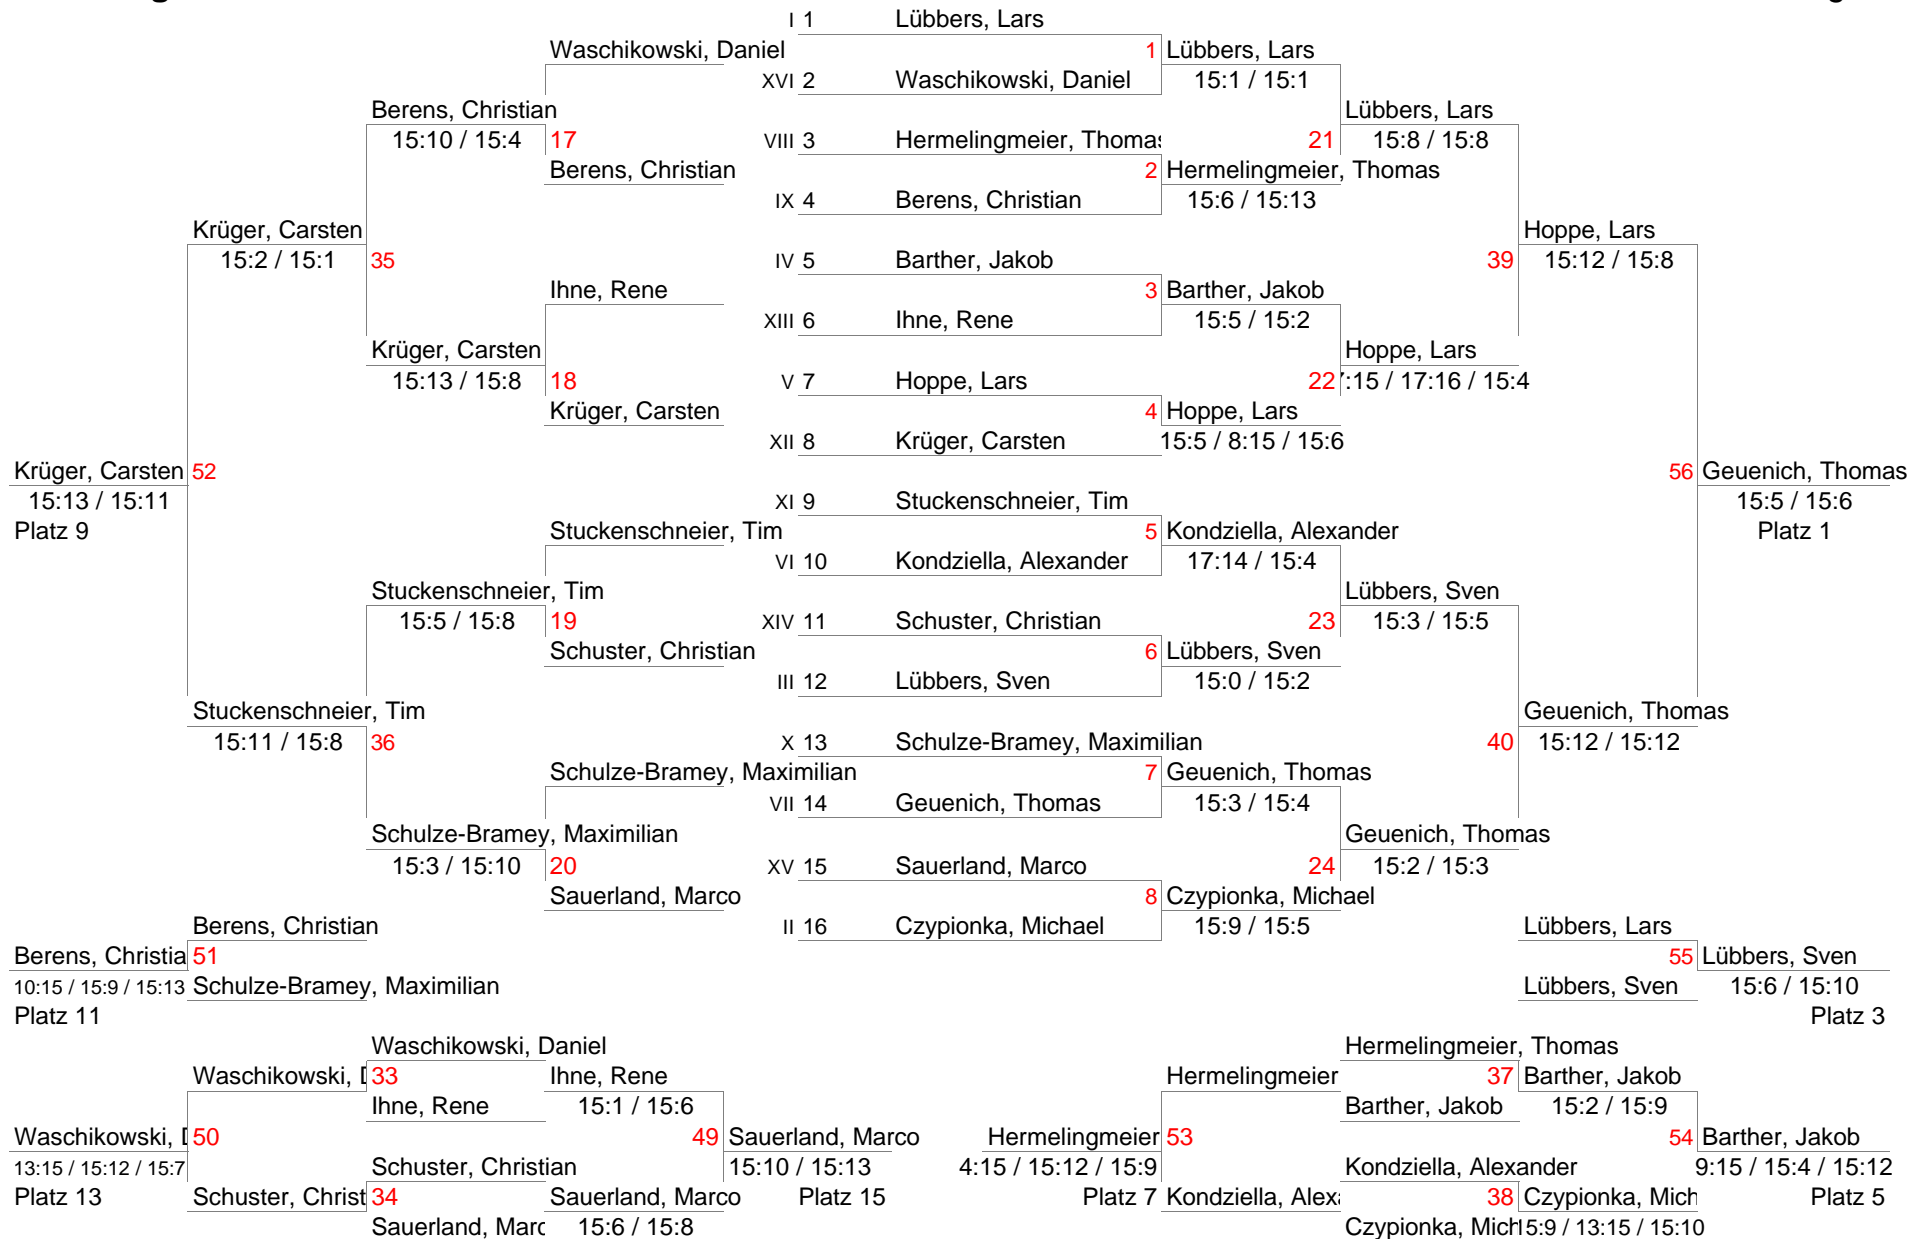 I 1 Lübbers, Lars
Waschikowski, Daniel 1 Lübbers, Lars
XVI 2 Waschikowski, Daniel 15:1 / 15:1
Berens, Christian Lübbers, Lars
15:10 / 15:4 17 VIII 3 Hermelingmeier, Thomas 21 15:8 / 15:8
Berens, Christian 2 Hermelingmeier, Thomas
IX 4 Berens, Christian 15:6 / 15:13
Krüger, Carsten Hoppe, Lars
15:2 / 15:1 35 IV 5 Barther, Jakob 39 15:12 / 15:8
Ihne, Rene 3 Barther, Jakob
XIII 6 Ihne, Rene 15:5 / 15:2
Krüger, Carsten Hoppe, Lars
15:13 / 15:8 18 V 7 Hoppe, Lars 22 7:15 / 17:16 / 15:4
Krüger, Carsten 4 Hoppe, Lars
XII 8 Krüger, Carsten 15:5 / 8:15 / 15:6
Krüger, Carsten 52 56 Geuenich, Thomas
15:13 / 15:11 XI 9 Stuckenschneier, Tim 15:5 / 15:6
Platz 9 Stuckenschneier, Tim 5 Kondziella, Alexander Platz 1
VI 10 Kondziella, Alexander 17:14 / 15:4
Stuckenschneier, Tim Lübbers, Sven
15:5 / 15:8 19 XIV 11 Schuster, Christian 23 15:3 / 15:5
Schuster, Christian 6 Lübbers, Sven
III 12 Lübbers, Sven 15:0 / 15:2
Stuckenschneier, Tim Geuenich, Thomas
15:11 / 15:8 36 X 13 Schulze-Bramey, Maximilian 40 15:12 / 15:12
Schulze-Bramey, Maximilian 7 Geuenich, Thomas
VII 14 Geuenich, Thomas 15:3 / 15:4
Schulze-Bramey, Maximilian Geuenich, Thomas
15:3 / 15:10 20 XV 15 Sauerland, Marco 24 15:2 / 15:3
Sauerland, Marco 8 Czypionka, Michael
Berens, Christian II 16 Czypionka, Michael 15:9 / 15:5 Lübbers, Lars
Berens, Christia 51 55 Lübbers, Sven
10:15 / 15:9 / 15:13 Schulze-Bramey, Maximilian Lübbers, Sven 15:6 / 15:10
Platz 11 Platz 3
Waschikowski, Daniel Hermelingmeier, Thomas
Waschikowski, 33 Ihne, Rene Hermelingmeier 37 Barther, Jakob
Ihne, Rene 15:1 / 15:6 Barther, Jakob 15:2 / 15:9
Waschikowski, 50 49 Sauerland, Marco Hermelingmeier 53 54 Barther, Jakob
13:15 / 15:12 / 15:7 Schuster, Christian 15:10 / 15:13 4:15 / 15:12 / 15:9 Kondziella, Alexander 9:15 / 15:4 / 15:12
Platz 13 Schuster, Christ 34 Sauerland, Marco Platz 15 Platz 7 Kondziella, Alexa 38 Czypionka, Mich Platz 5
Sauerland, Marc 15:6 / 15:8 Czypionka, Mich 15:9 / 13:15 / 15:10